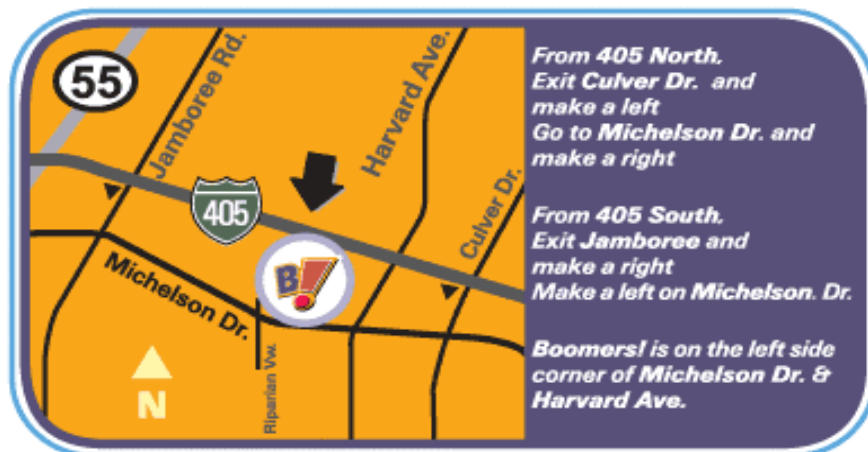 55
Jamboree Rd.
Harvard Ave.
405
Culver Dr.
Michelson Dr.
B!
Riparian Vw.
N
From 405 North,
Exit Culver Dr. and
make a left
Go to Michelson Dr. and
make a right
From 405 South,
Exit Jamboree and
make a right
Make a left on Michelson. Dr.
Boomers! is on the left side
corner of Michelson Dr. &
Harvard Ave.